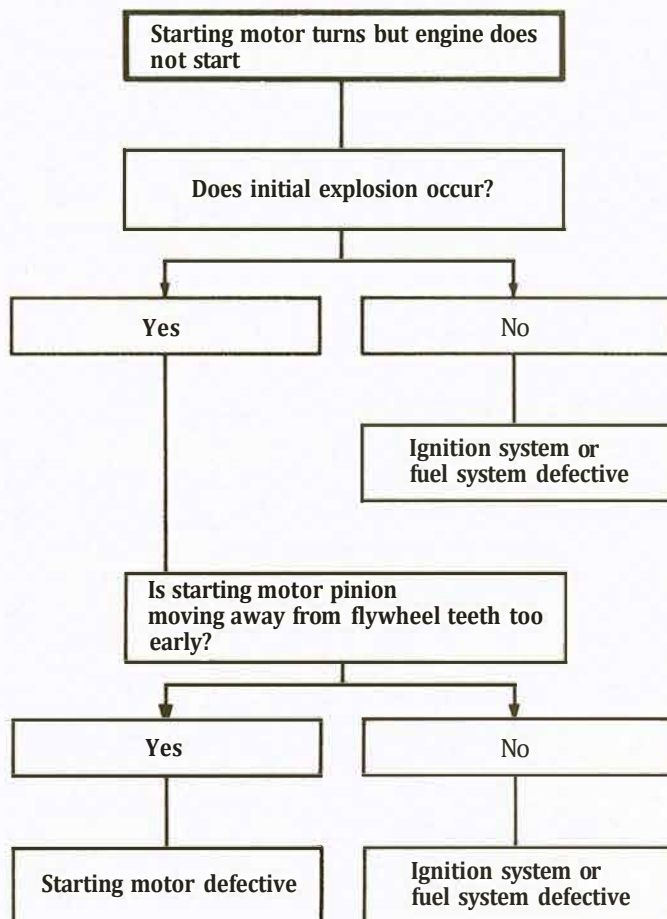 Starting motor turns but engine does
not start
Does initial explosion occur?
Yes
No
Ignition system or
fuel system defective
Is starting motor pinion
moving away from flywheel teeth too
early?
Yes
No
Starting motor defective
Ignition system or
fuel system defective